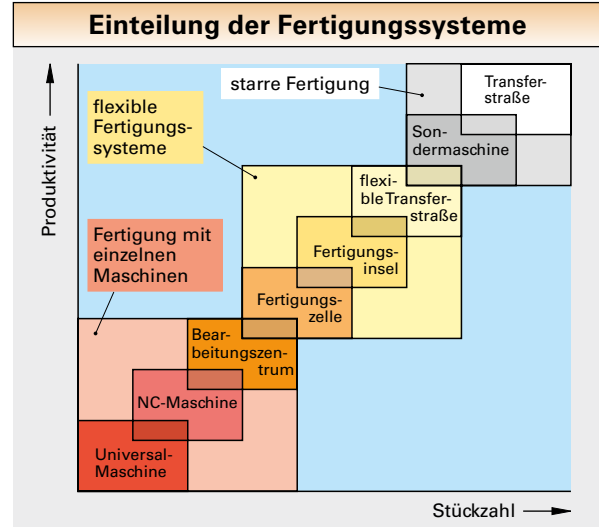 Einteilung der Fertigungssysteme
Produktivität
starre Fertigung
Transfer-
straße
Son-
dermaschine
flexible
Fertigungs-
systeme
flexi-
ble Transfer-
straße
Fertigungs-
insel
Fertigung mit
einzelnen
Maschinen
Fertigungs-
zelle
Bear-
beitungszen-
trum
NC-Maschine
Universal-
Maschine
Stückzahl